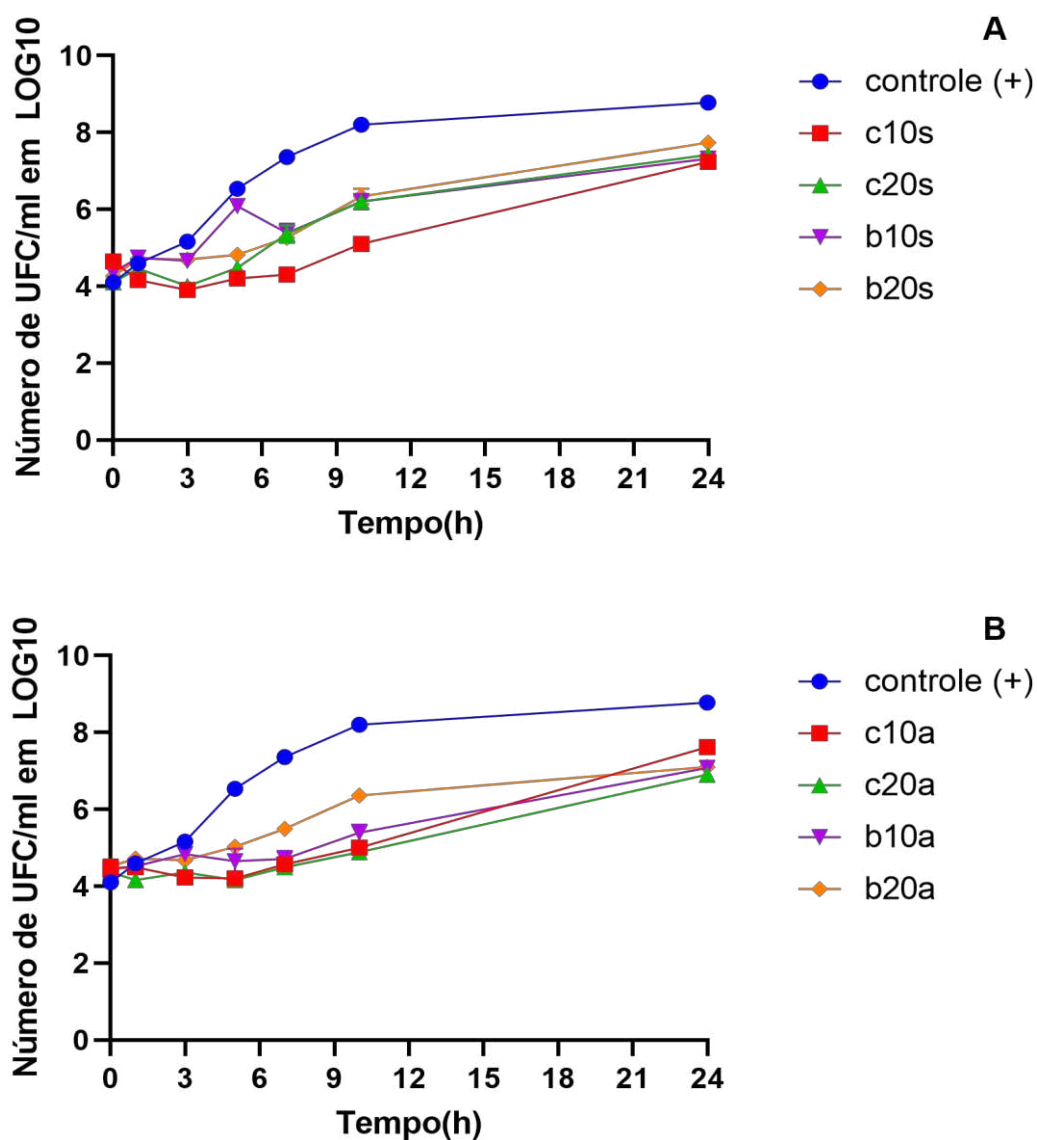 A
Número de UFC/ml em LOG10
10
8
6
4
2
0
0 3 6 9 12 15 18 21 24
Tempo(h)
controle (+)
c10s
c20s
b10s
b20s
B
Número de UFC/ml em LOG10
10
8
6
4
2
0
0 3 6 9 12 15 18 21 24
Tempo(h)
controle (+)
c10a
c20a
b10a
b20a